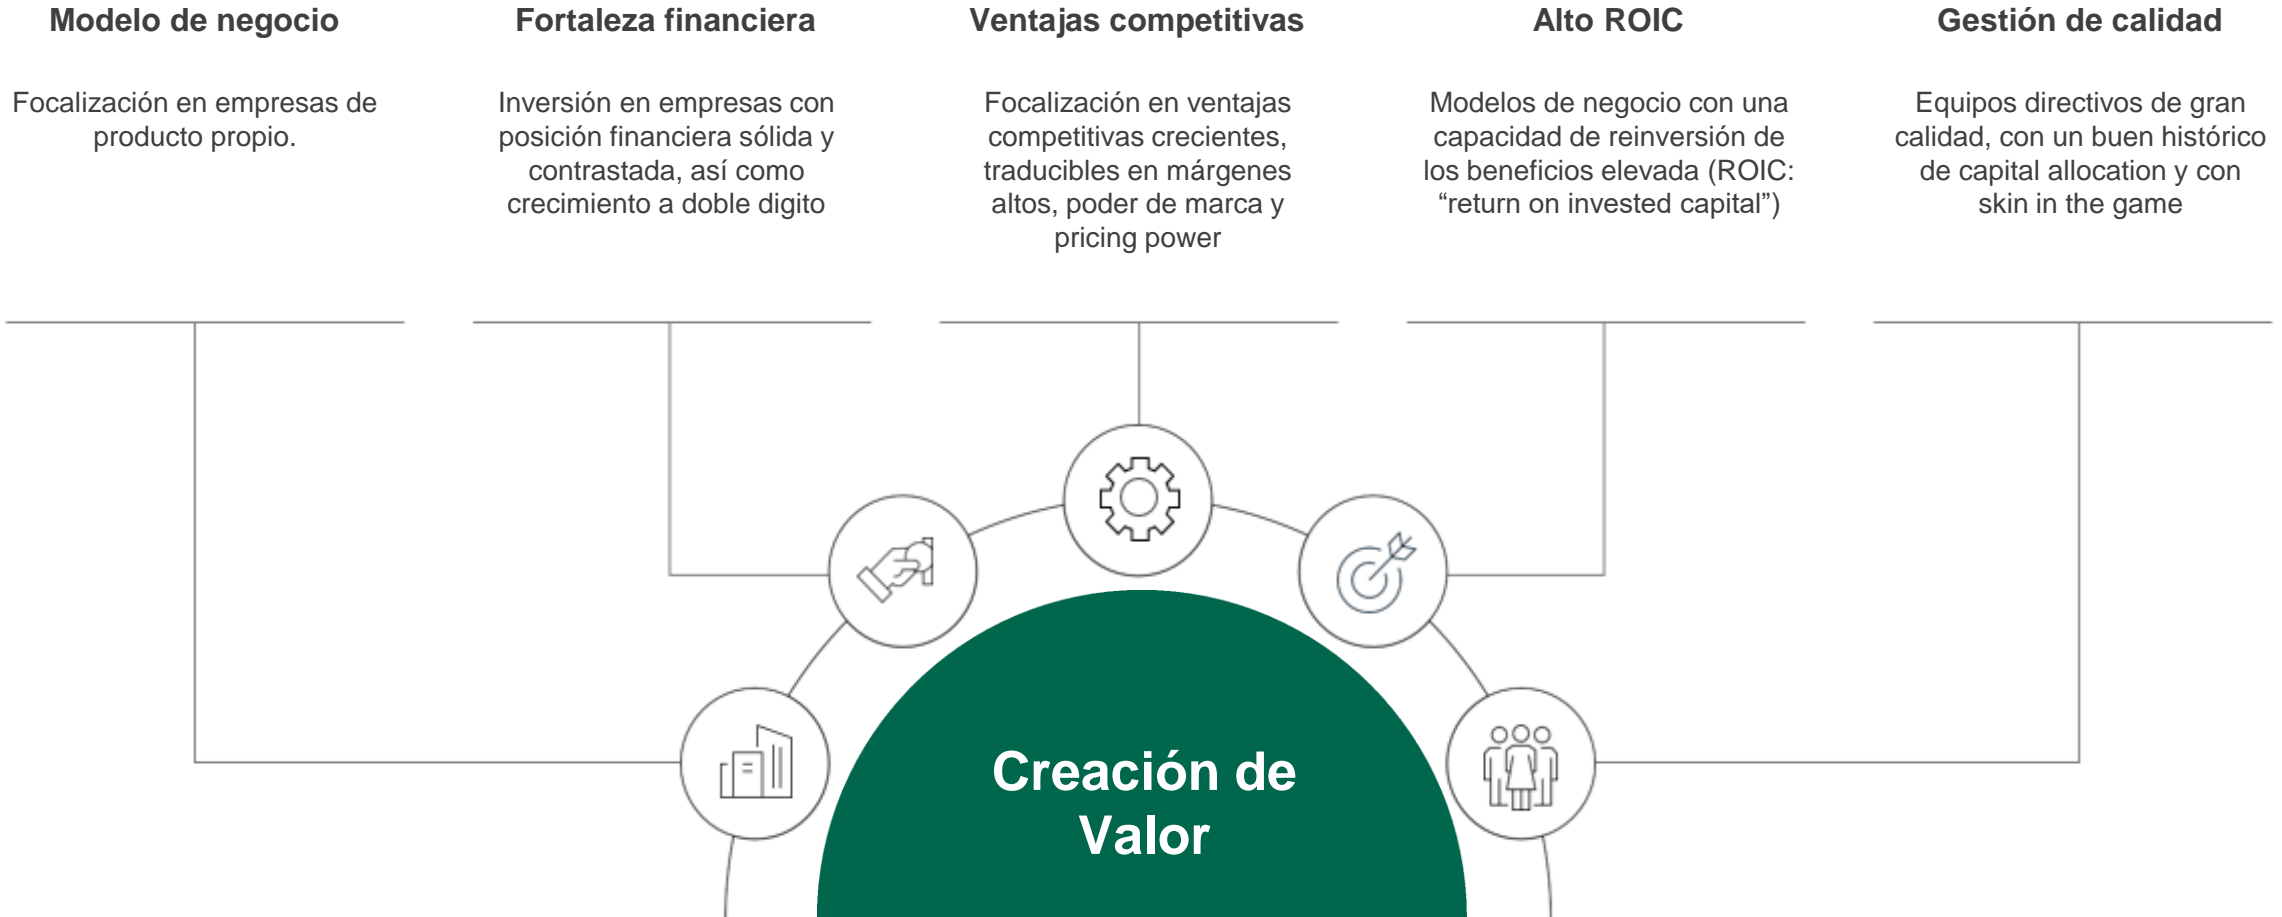 Modelo de negocio
Focalización en empresas de
producto propio.
Fortaleza financiera
Inversión en empresas con
posición financiera sólida y
contrastada, así como
crecimiento a doble digito
Ventajas competitivas
Focalización en ventajas
competitivas crecientes,
traducibles en márgenes
altos, poder de marca y
pricing power
Alto ROIC
Modelos de negocio con una
capacidad de reinversión de
los beneficios elevada (ROIC:
“return on invested capital”)
Gestión de calidad
Equipos directivos de gran
calidad, con un buen histórico
de capital allocation y con
skin in the game
Creación de
Valor